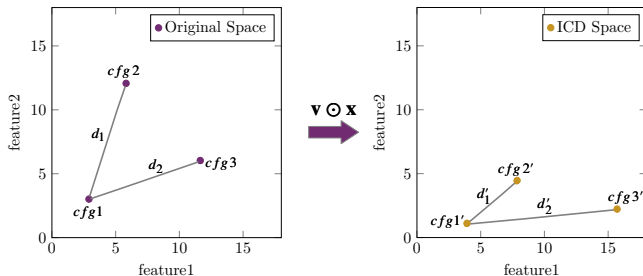 Original Space
feature2
15
10
5
0
0
5
10
15
feature1
cfg2
d1
d2
cfg3
cfg1
v ⊙ x
ICD Space
feature2
15
10
5
0
0
5
10
15
feature1
cfg2′
d′1
d′2
cfg3′
cfg1′